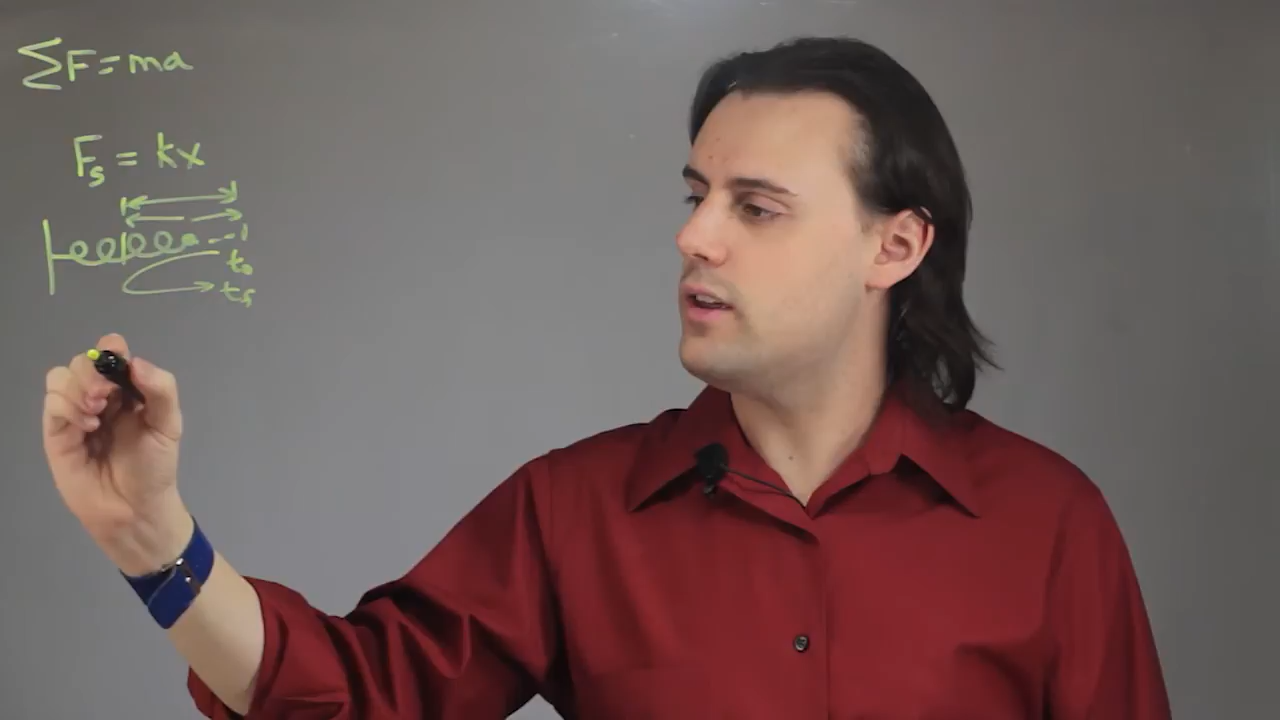 ΣF=ma
Fs = kx
t₀
tf